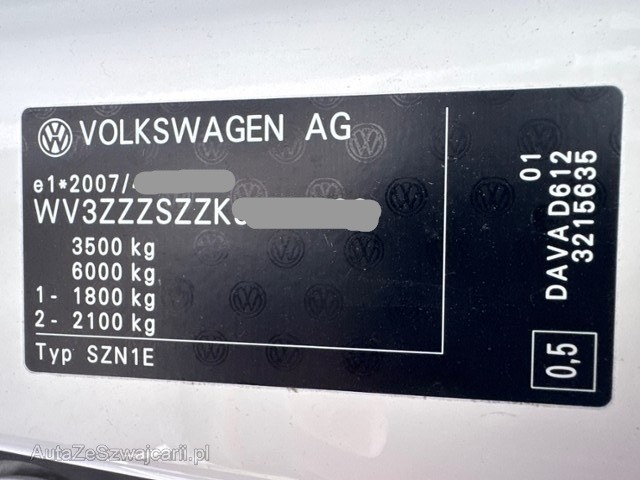 VOLKSWAGEN AG
e1*2007/
WV3ZZZSZZK
3500 kg
6000 kg
1- 1800 kg
2- 2100 kg
Typ SZN1E
01
DAVA D612
3215635
0,5
AutaZeSzwajcarii.pl